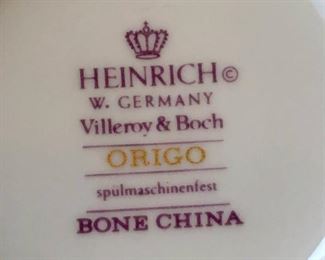 HEINRICH©
W. GERMANY
Villeroy & Boch
ORIGO
spülmaschinenfest
BONE CHINA